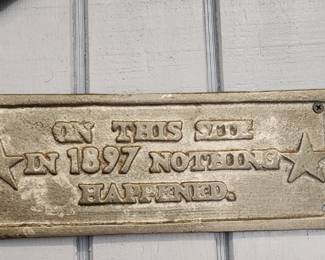 ON THIS SITE
IN 1897 NOTHING
HAPPENED.